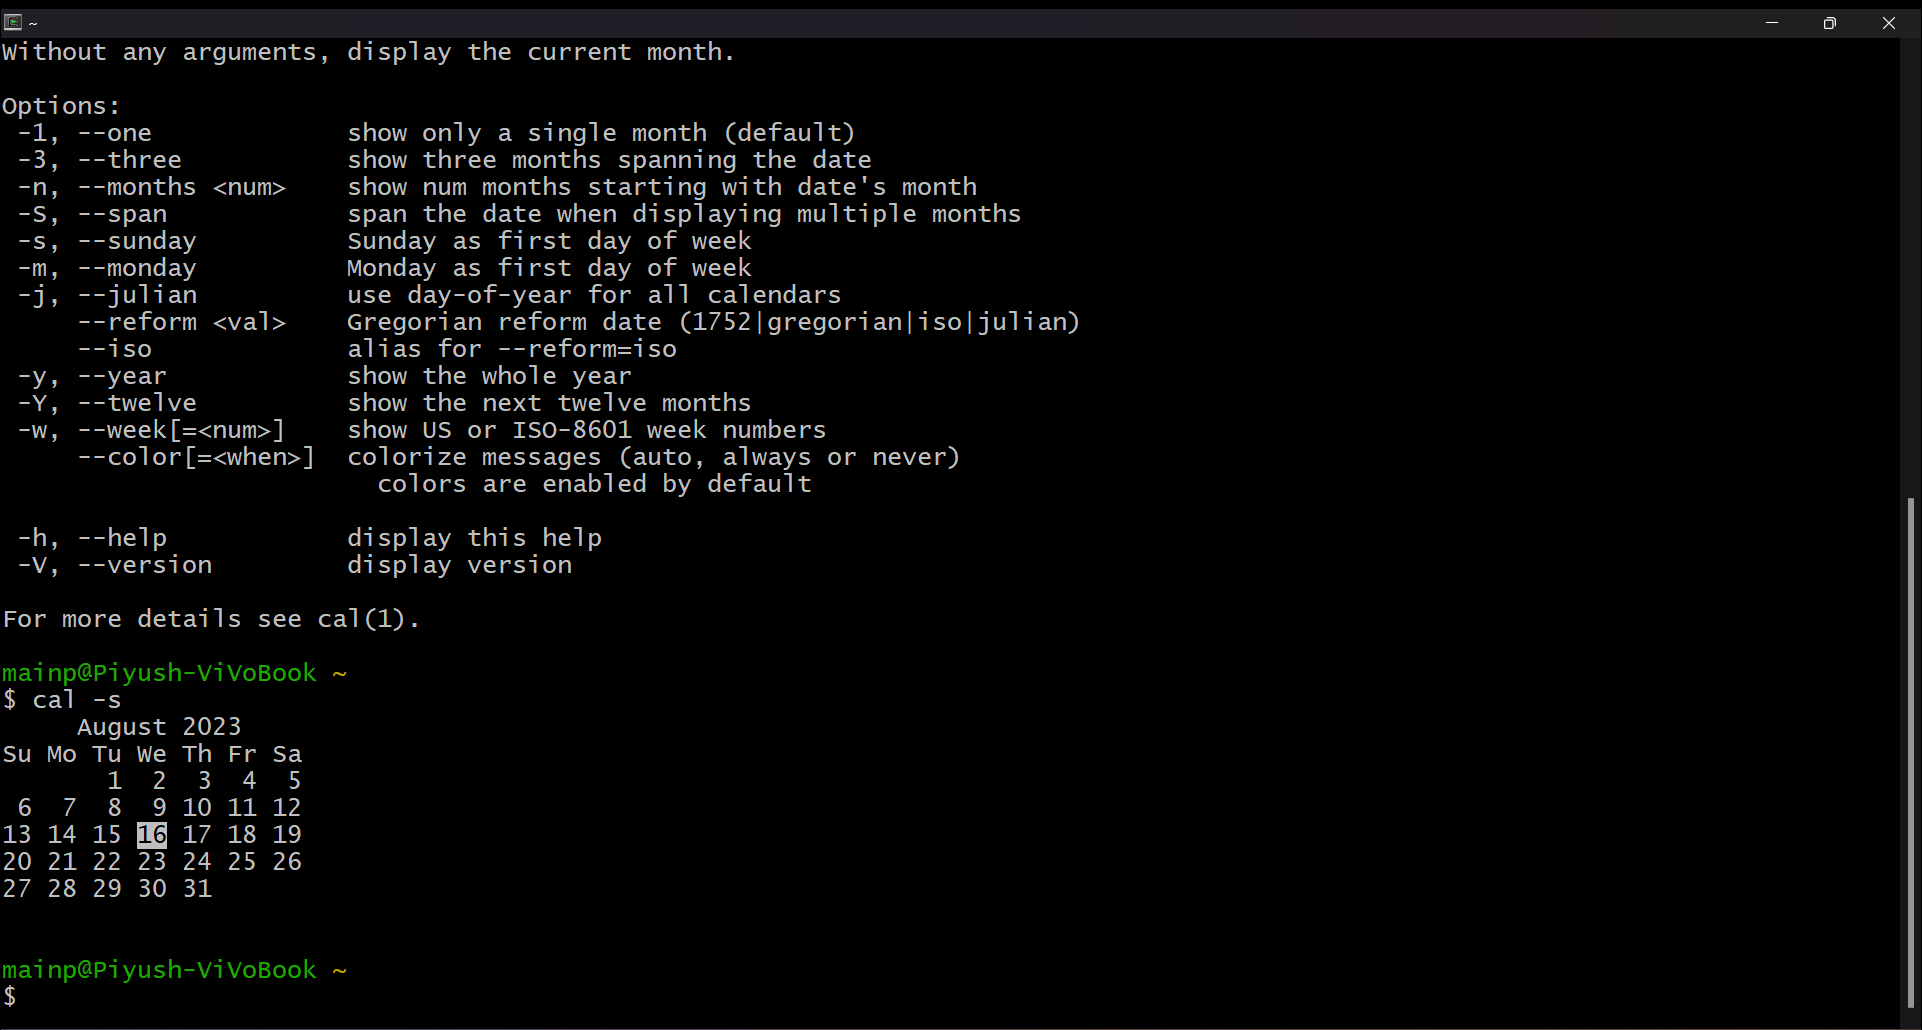 ~
Without any arguments, display the current month.

Options:
 -1, --one             show only a single month (default)
 -3, --three           show three months spanning the date
 -n, --months <num>    show num months starting with date's month
 -S, --span            span the date when displaying multiple months
 -s, --sunday          Sunday as first day of week
 -m, --monday          Monday as first day of week
 -j, --julian          use day-of-year for all calendars
     --reform <val>    Gregorian reform date (1752|gregorian|iso|julian)
     --iso             alias for --reform=iso
 -y, --year            show the whole year
 -Y, --twelve          show the next twelve months
 -w, --week[=<num>]    show US or ISO-8601 week numbers
     --color[=<when>]  colorize messages (auto, always or never)
                         colors are enabled by default

 -h, --help            display this help
 -V, --version         display version

For more details see cal(1).

mainp@Piyush-ViVoBook ~
$ cal -s
     August 2023
Su Mo Tu We Th Fr Sa
       1  2  3  4  5
 6  7  8  9 10 11 12
13 14 15 16 17 18 19
20 21 22 23 24 25 26
27 28 29 30 31

mainp@Piyush-ViVoBook ~
$